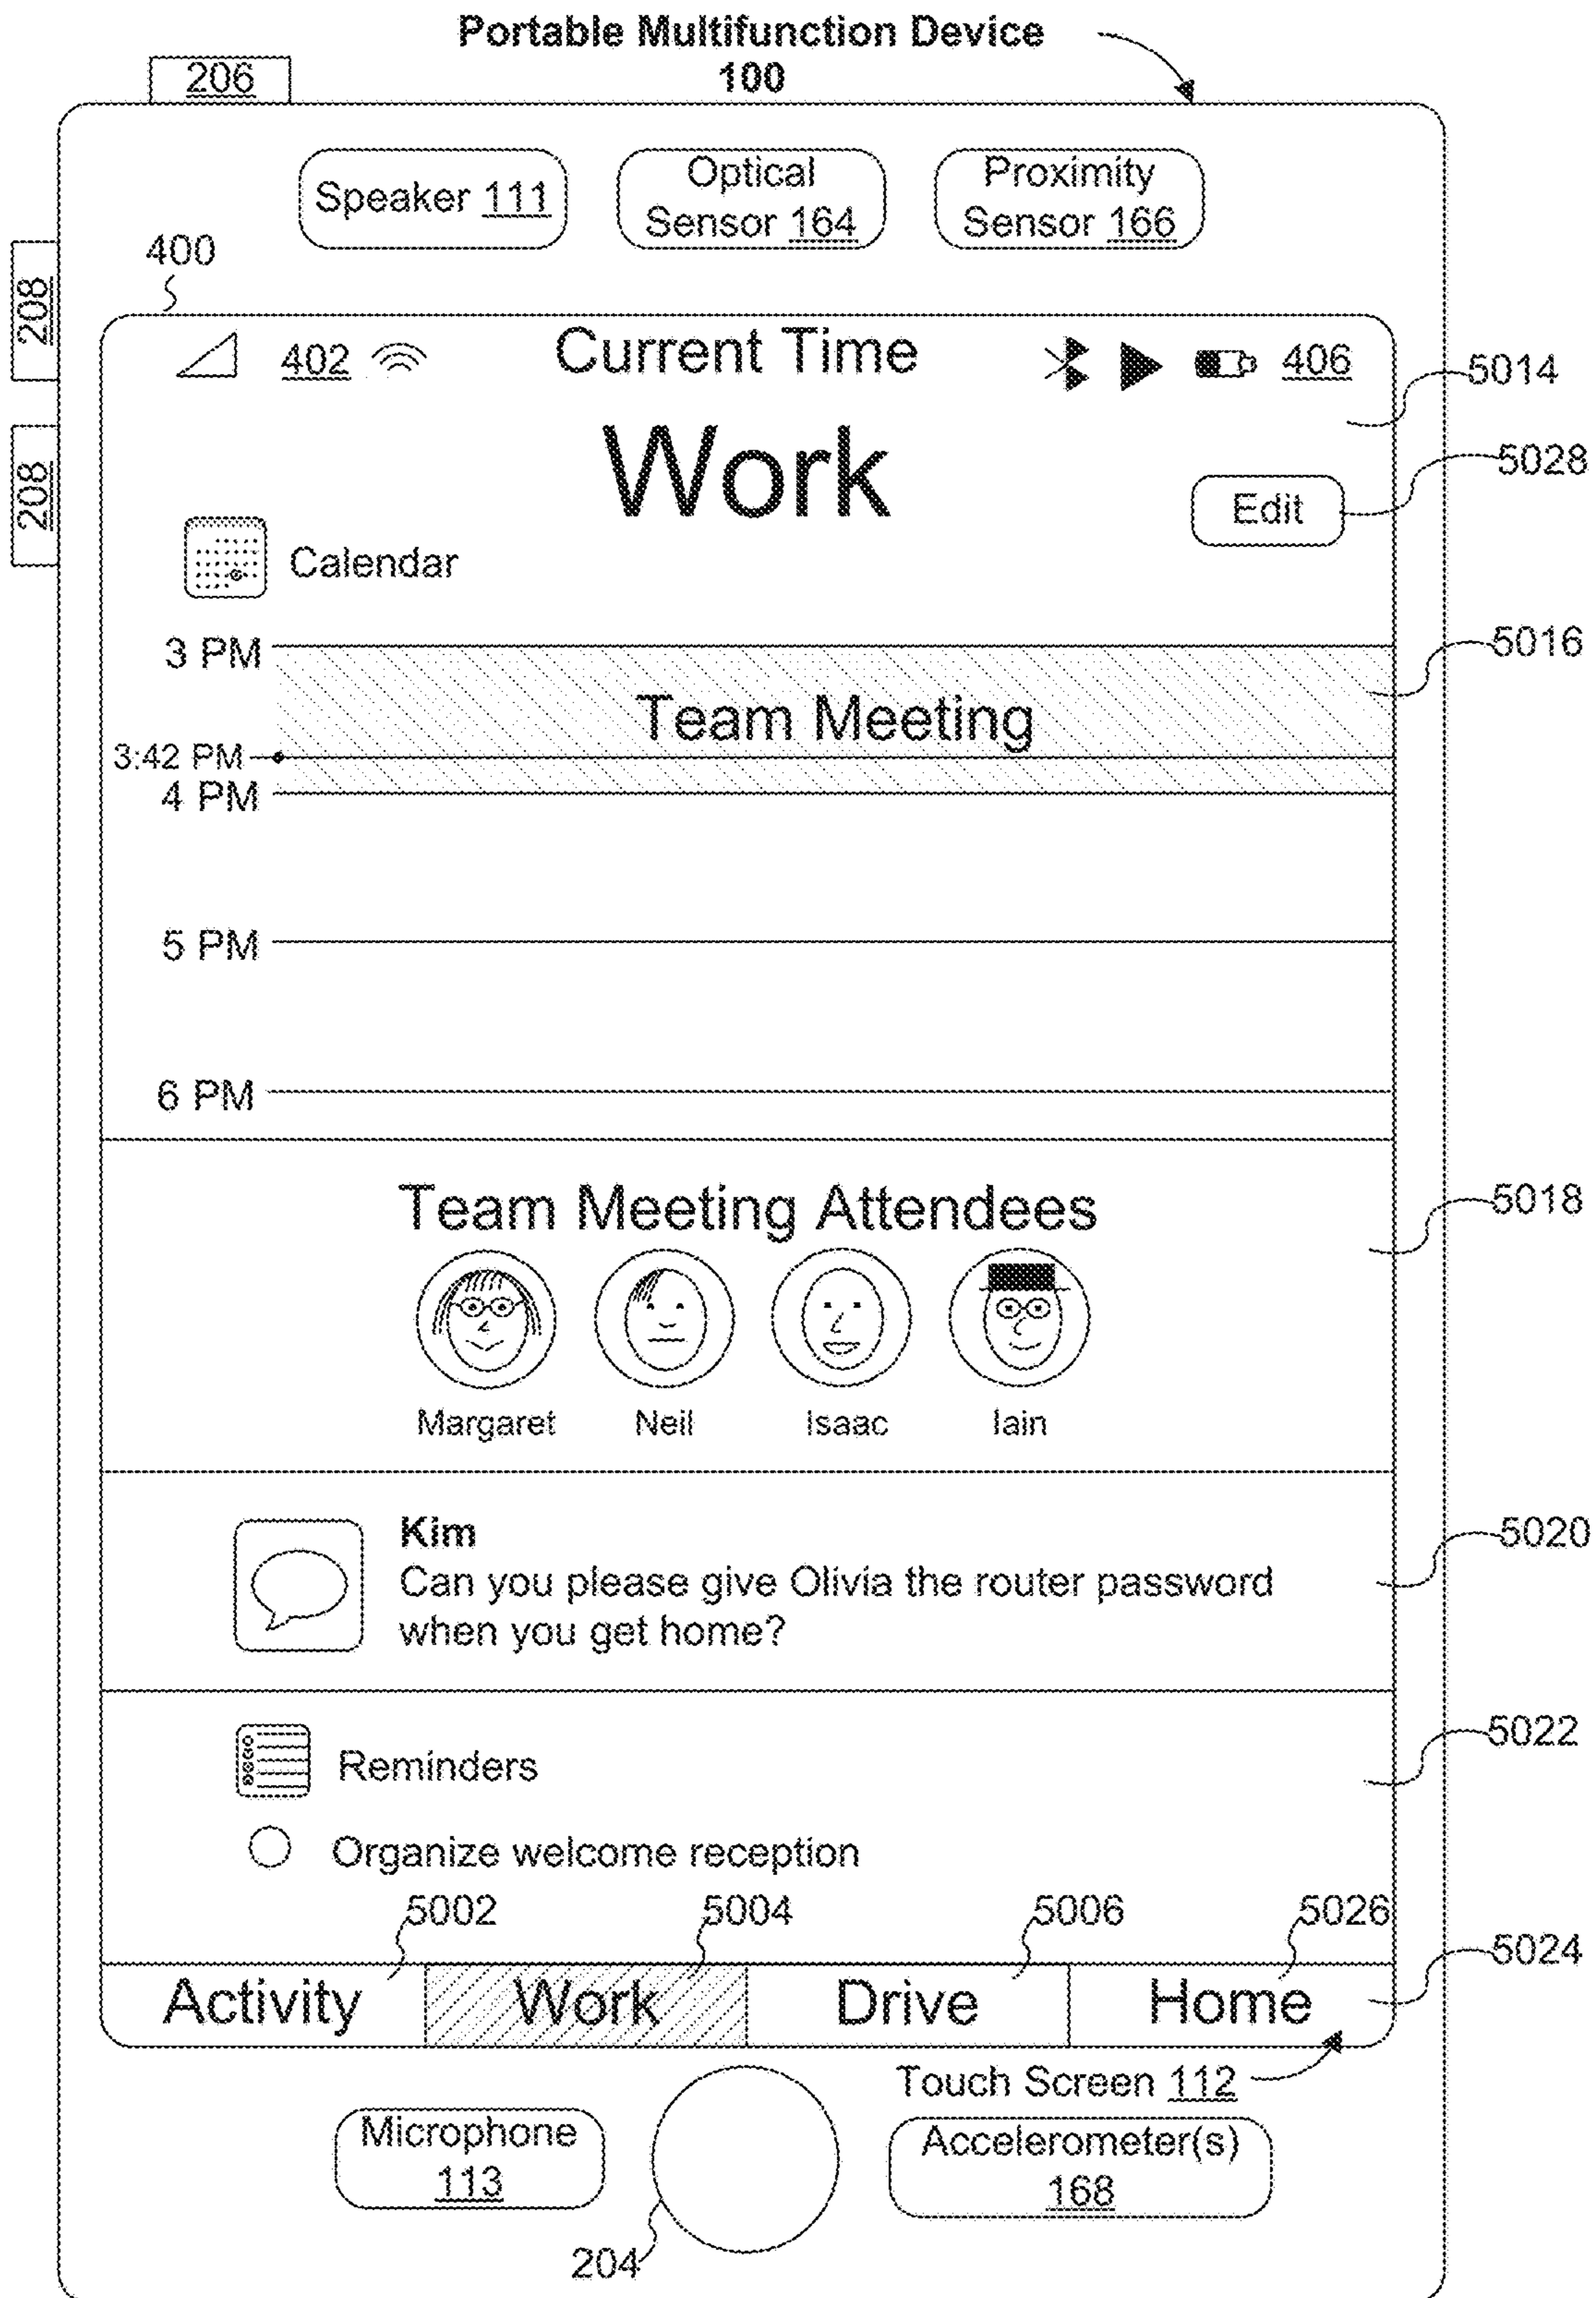 Portable Multifunction Device
100
206
Speaker 111
Optical
Sensor 164
Proximity
Sensor 166
400
208
208
402
Current Time
406
5014
Work
5028
Edit
Calendar
3 PM
5016
Team Meeting
3:42 PM
4 PM
5 PM
6 PM
Team Meeting Attendees
5018
Margaret Neil Isaac Iain
Kim
5020
Can you please give Olivia the router password
when you get home?
5022
Reminders
Organize welcome reception
5002 5004 5006 5026
5024
Activity Work Drive Home
Touch Screen 112
Microphone
113
Accelerometer(s)
168
204